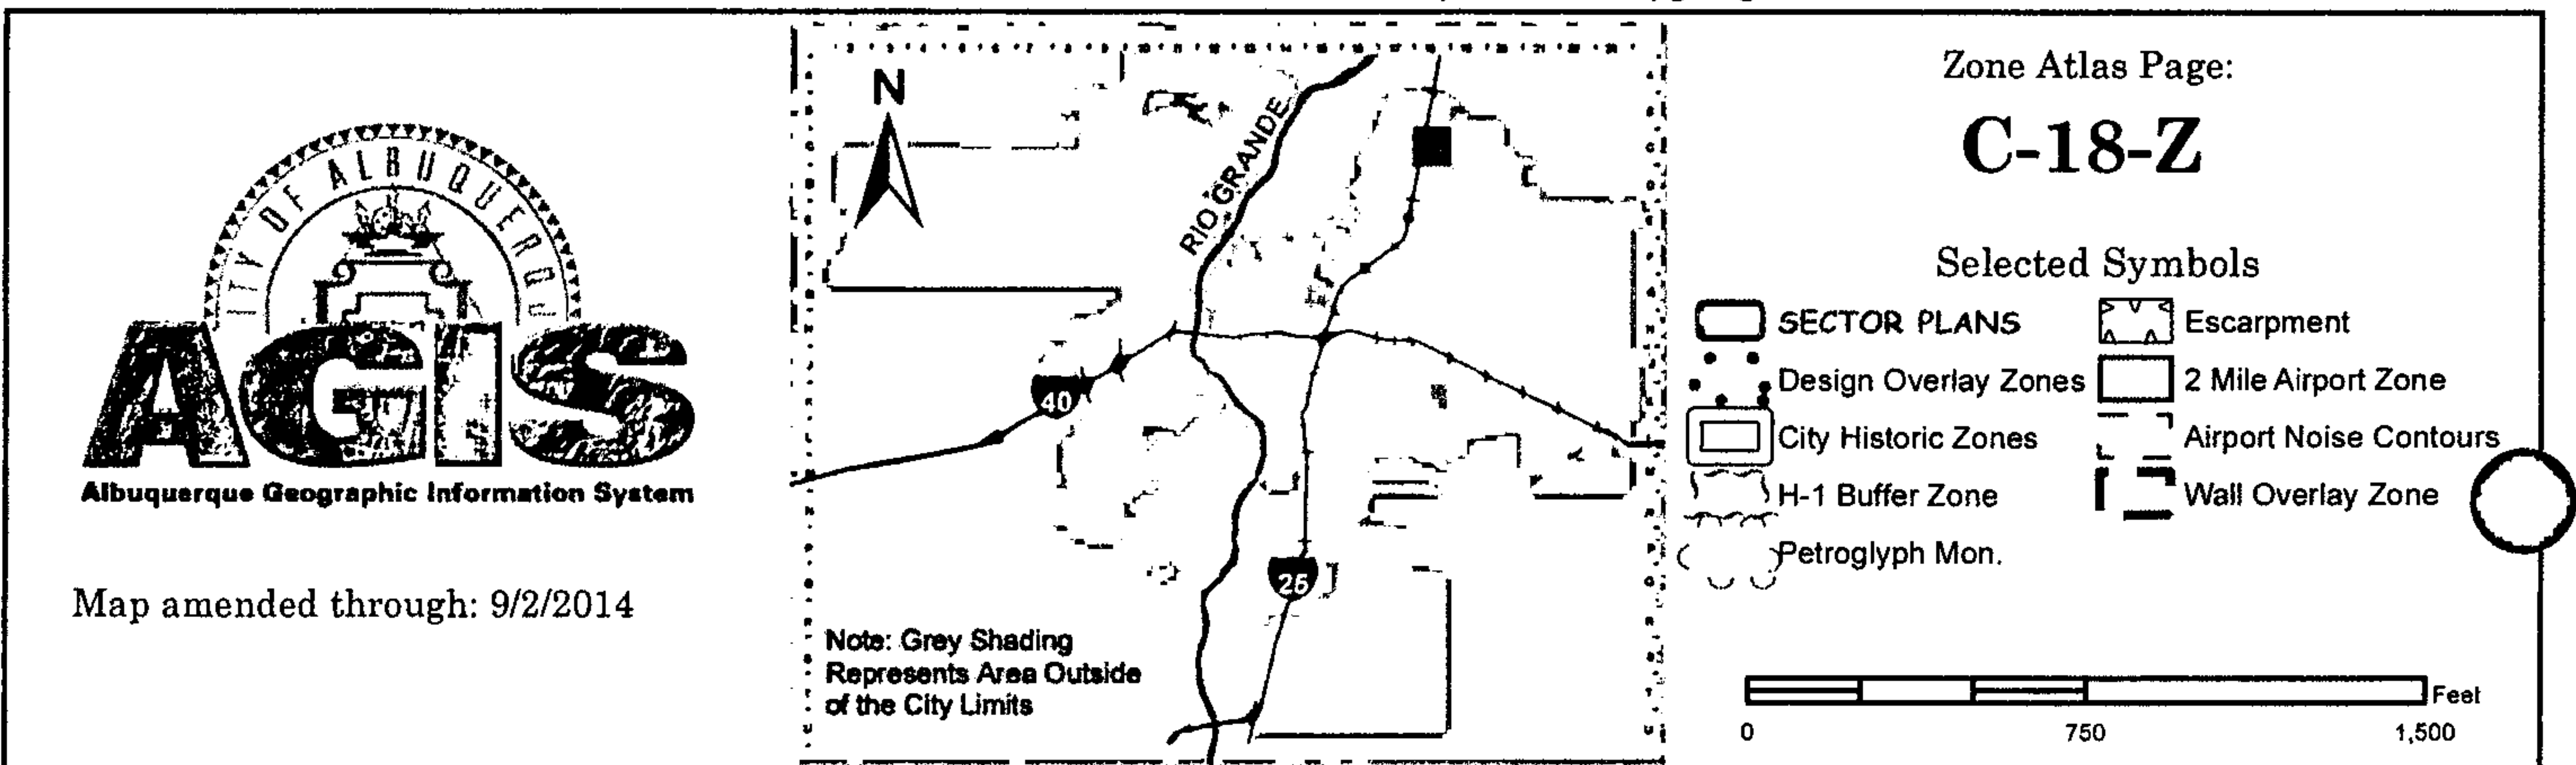 N
RIO GRANDE
40
25
Note: Grey Shading
Represents Area Outside
of the City Limits
CITY OF ALBUQUERQUE
AGIS
Albuquerque Geographic Information System
Map amended through: 9/2/2014
Zone Atlas Page:
C-18-Z
Selected Symbols
SECTOR PLANS
Design Overlay Zones
City Historic Zones
H-1 Buffer Zone
Petroglyph Mon.
Escarpment
2 Mile Airport Zone
Airport Noise Contours
Wall Overlay Zone
Feet
0 750 1,500